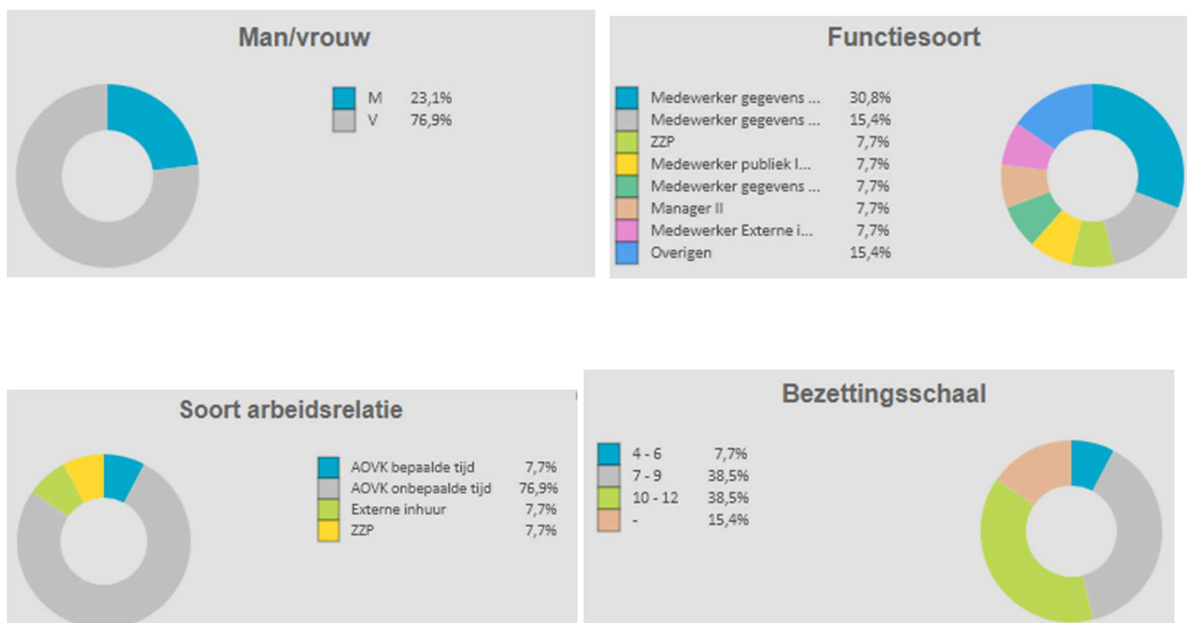 Man/vrouw
M 23,1%
V 76,9%
Functiesoort
Medewerker gegevens ... 30,8%
Medewerker gegevens ... 15,4%
ZZP 7,7%
Medewerker publiek I... 7,7%
Medewerker gegevens ... 7,7%
Manager II 7,7%
Medewerker Externe i... 7,7%
Overigen 15,4%
Soort arbeidsrelatie
AOVK bepaalde tijd 7,7%
AOVK onbepaalde tijd 76,9%
Externe inhuur 7,7%
ZZP 7,7%
Bezettingsschaal
4 - 6 7,7%
7 - 9 38,5%
10 - 12 38,5%
- 15,4%